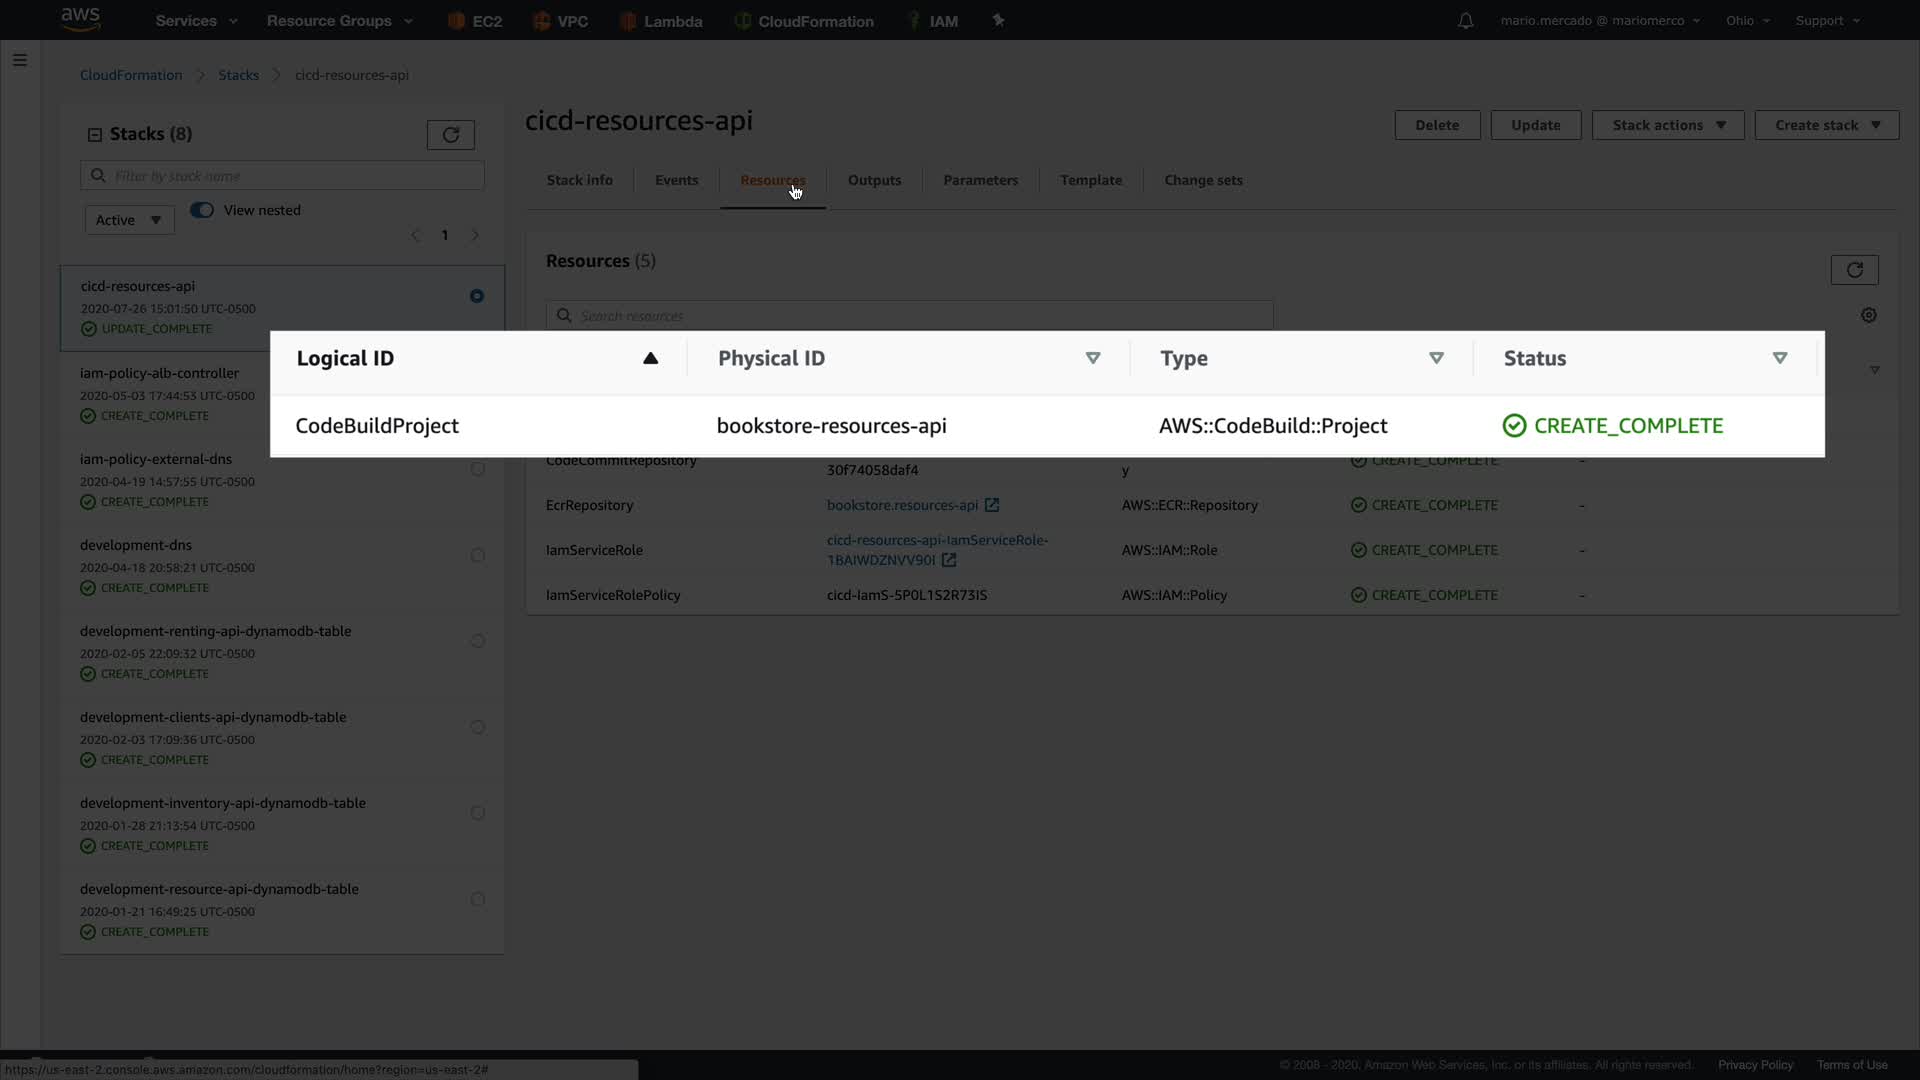 aws Services Resource Groups EC2 VPC Lambda CloudFormation IAM mario.mercado @ mariomerco Ohio Support
CloudFormation Stacks cicd-resources-api
Stacks (8)
Filter by stack name
Active View nested
1
cicd-resources-api
2020-07-26 15:01:50 UTC-0500
UPDATE_COMPLETE
iam-policy-alb-controller
2020-05-03 17:44:53 UTC-0500
CREATE_COMPLETE
iam-policy-external-dns
2020-04-19 14:57:55 UTC-0500
CREATE_COMPLETE
development-dns
2020-04-18 20:58:21 UTC-0500
CREATE_COMPLETE
development-renting-api-dynamodb-table
2020-02-05 22:09:32 UTC-0500
CREATE_COMPLETE
development-clients-api-dynamodb-table
2020-02-03 17:09:36 UTC-0500
CREATE_COMPLETE
development-inventory-api-dynamodb-table
2020-01-28 21:13:54 UTC-0500
CREATE_COMPLETE
development-resource-api-dynamodb-table
2020-01-21 16:49:25 UTC-0500
CREATE_COMPLETE
cicd-resources-api
Delete Update Stack actions Create stack
Stack info Events Resources Outputs Parameters Template Change sets
Resources (5)
Search resources
Logical ID Physical ID Type Status
CodeBuildProject bookstore-resources-api AWS::CodeBuild::Project CREATE_COMPLETE
CodeCommitRepository 30f74058daf4 y CREATE_COMPLETE -
EcrRepository bookstore.resources-api AWS::ECR::Repository CREATE_COMPLETE -
IamServiceRole cicd-resources-api-IamServiceRole- AWS::IAM::Role CREATE_COMPLETE -
1BAIWDZNVV90I
IamServiceRolePolicy cicd-IamS-5P0L1S2R73IS AWS::IAM::Policy CREATE_COMPLETE -
https://us-east-2.console.aws.amazon.com/cloudformation/home?region=us-east-2#
© 2008 - 2020, Amazon Web Services, Inc. or its affiliates. All rights reserved. Privacy Policy Terms of Use